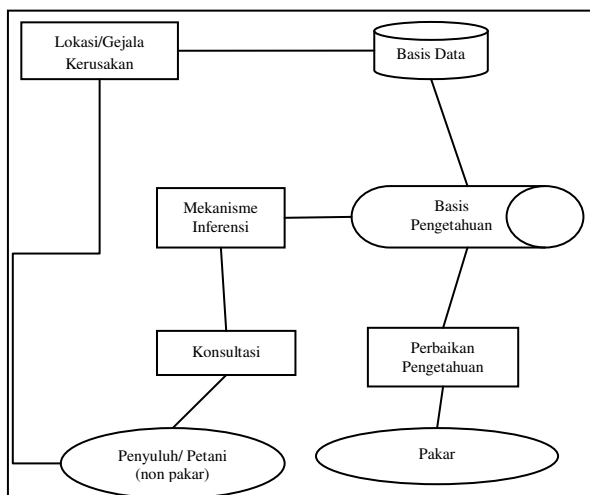 Lokasi/Gejala
Kerusakan
Basis Data
Mekanisme
Inferensi
Basis
Pengetahuan
Konsultasi
Perbaikan
Pengetahuan
Penyuluh/ Petani
(non pakar)
Pakar